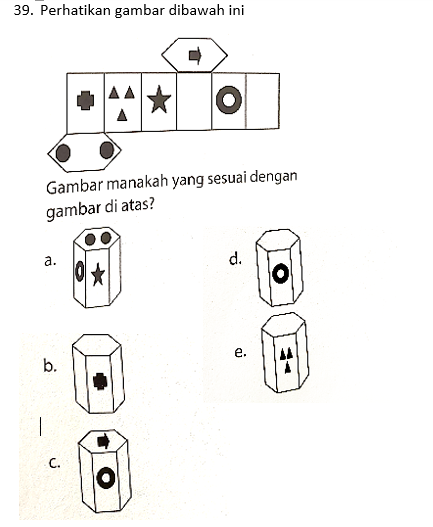 39. Perhatikan gambar dibawah ini
Gambar manakah yang sesuai dengan
gambar di atas?
a.
d.
b.
e.
c.